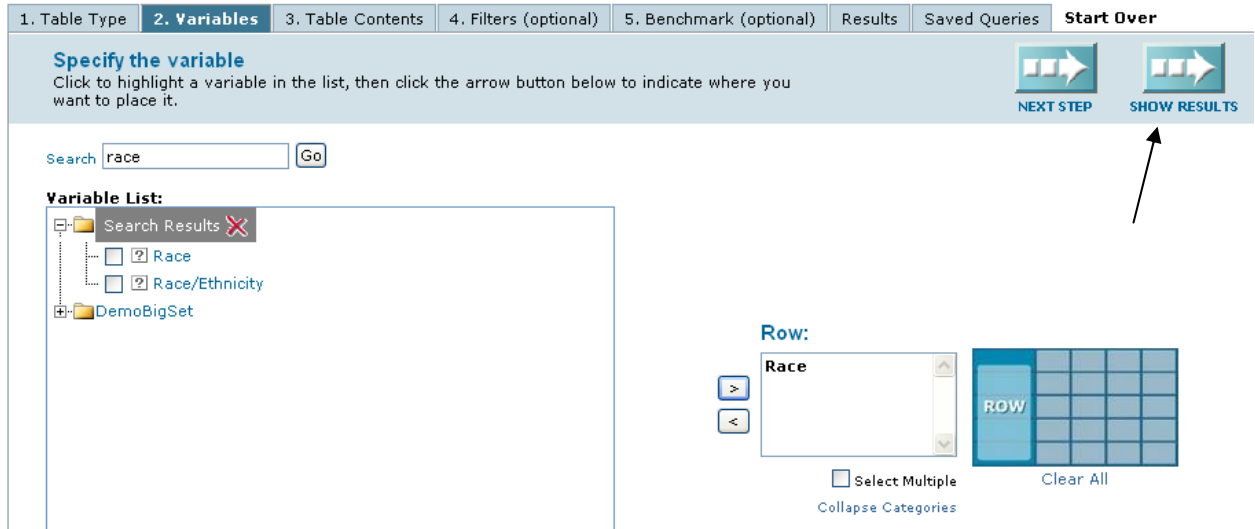 1. Table Type 2. Variables 3. Table Contents 4. Filters (optional) 5. Benchmark (optional) Results Saved Queries Start Over
Specify the variable
Click to highlight a variable in the list, then click the arrow button below to indicate where you
want to place it.
NEXT STEP SHOW RESULTS
Search race Go
Variable List:
Search Results
? Race
? Race/Ethnicity
DemoBigSet
Row:
Race
>
<
ROW
Select Multiple
Clear All
Collapse Categories